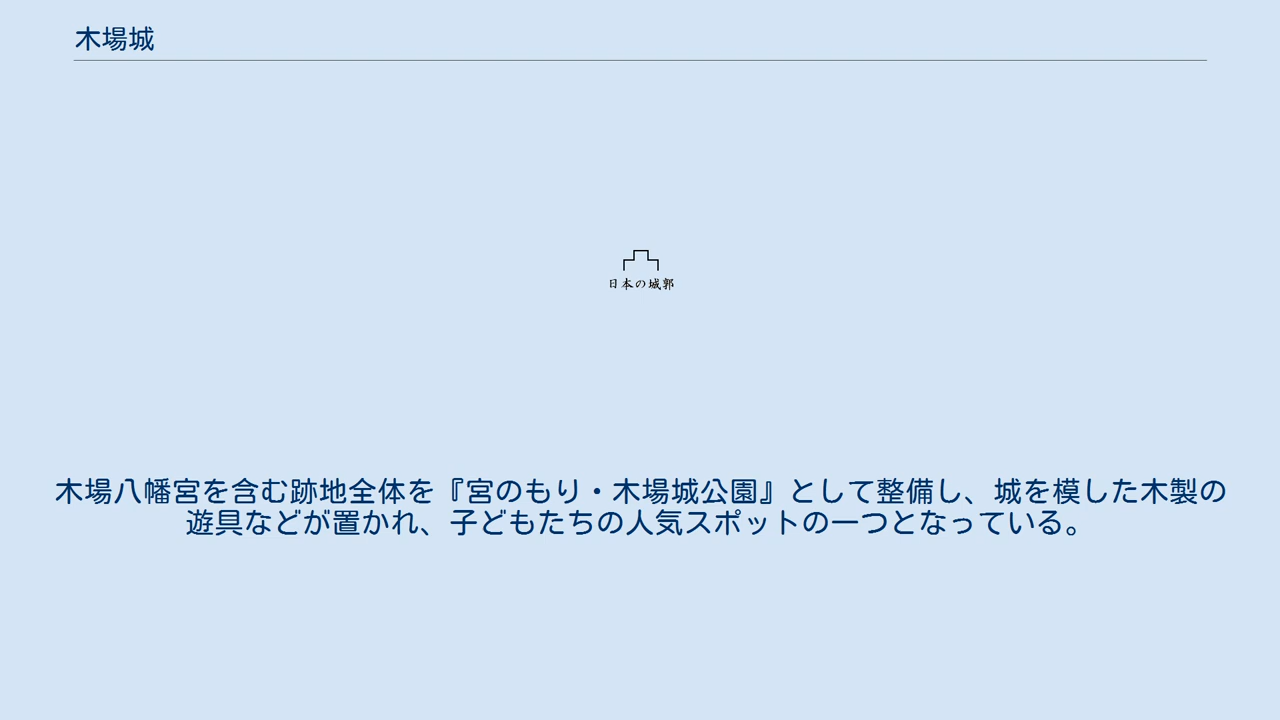 木場城
日本の城郭
木場八幡宮を含む跡地全体を『宮のもり・木場城公園』として整備し、城を模した木製の
遊具などが置かれ、子どもたちの人気スポットの一つとなっている。